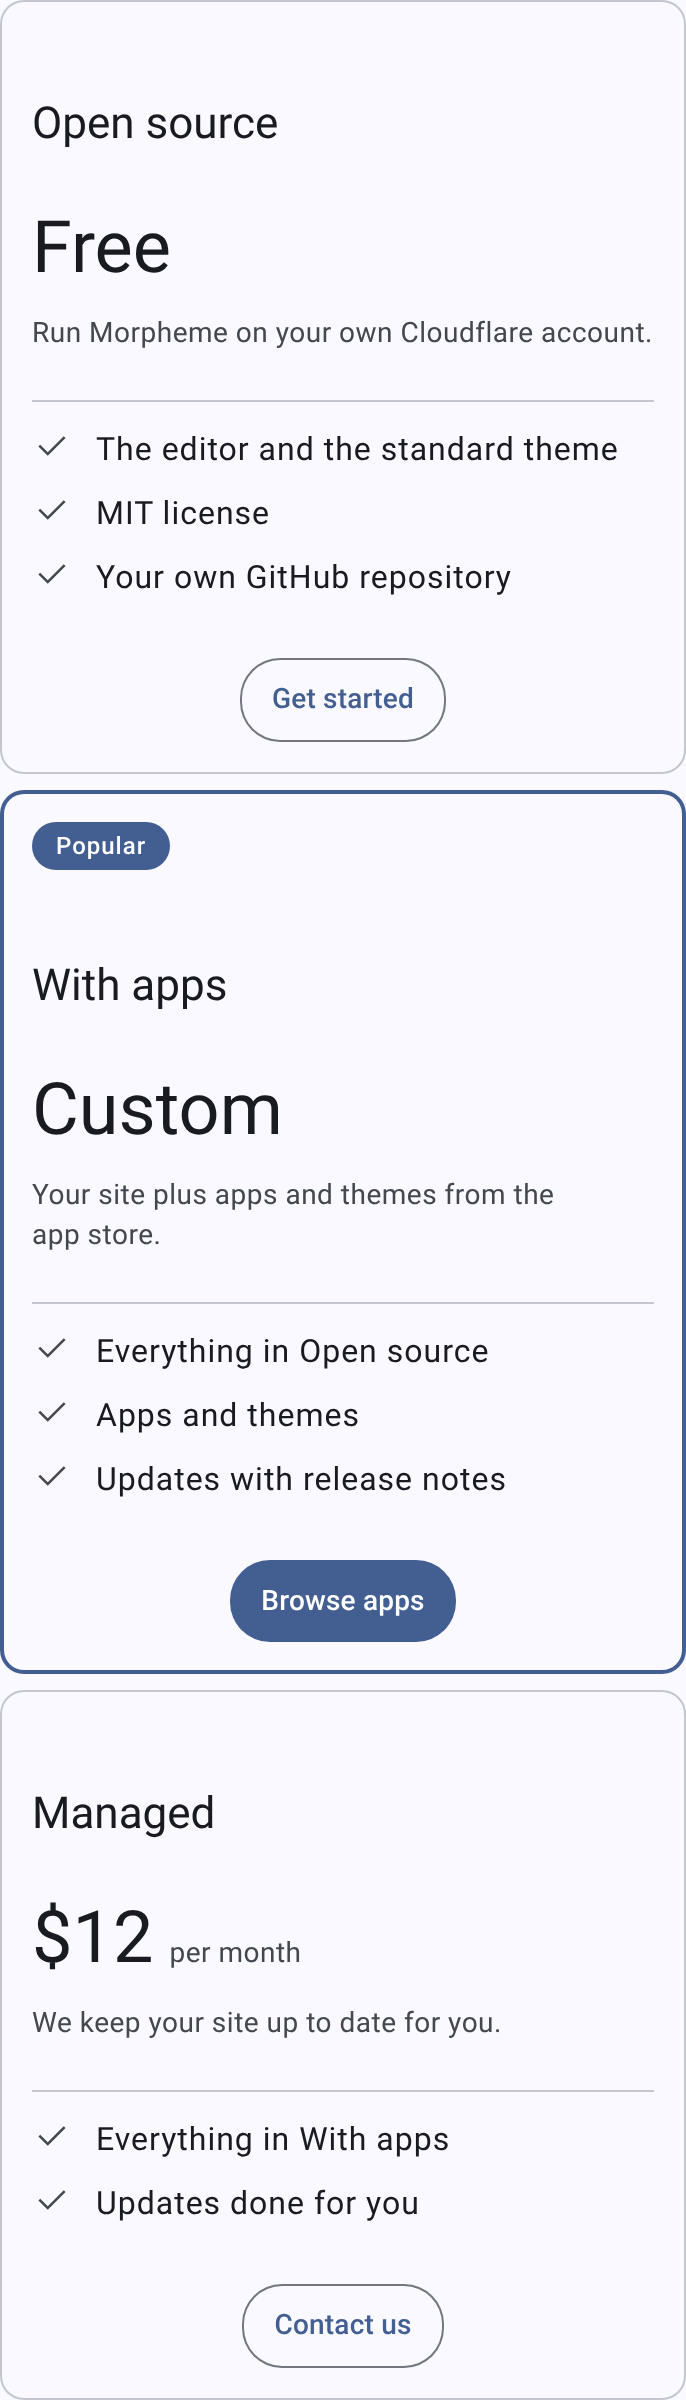 Open source
Free
Run Morpheme on your own Cloudflare account.
The editor and the standard theme
MIT license
Your own GitHub repository
Get started
Popular
With apps
Custom
Your site plus apps and themes from the
app store.
Everything in Open source
Apps and themes
Updates with release notes
Browse apps
Managed
$12 per month
We keep your site up to date for you.
Everything in With apps
Updates done for you
Contact us